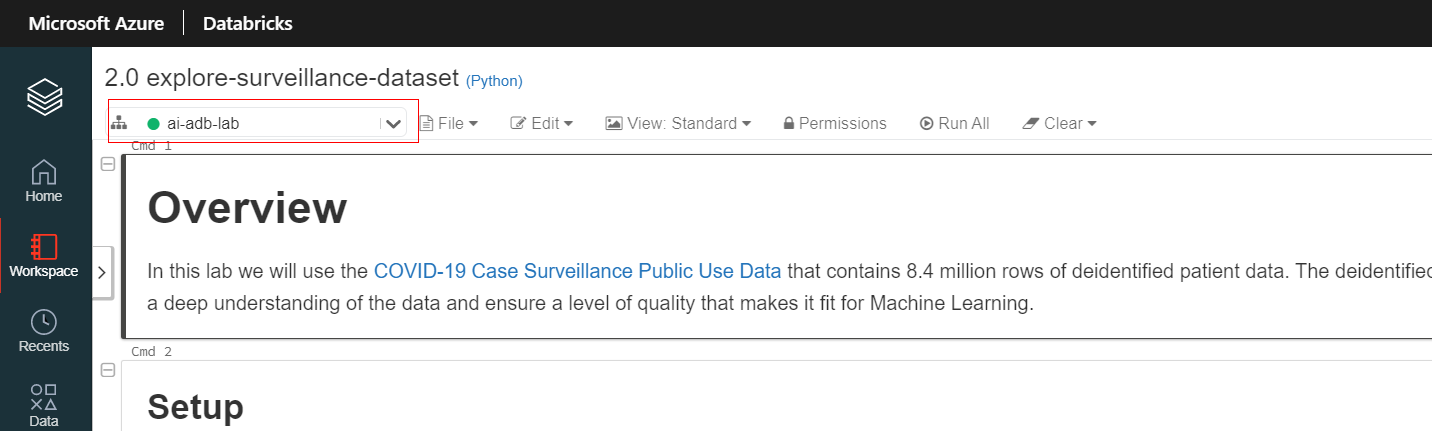 Microsoft Azure Databricks
2.0 explore-surveillance-dataset (Python)
ai-adb-lab File Edit View: Standard Permissions Run All Clear
Cmd 1
Overview
Home
In this lab we will use the COVID-19 Case Surveillance Public Use Data that contains 8.4 million rows of deidentified patient data. The deidentified
Workspace
a deep understanding of the data and ensure a level of quality that makes it fit for Machine Learning.
Recents
Cmd 2
Setup
Data